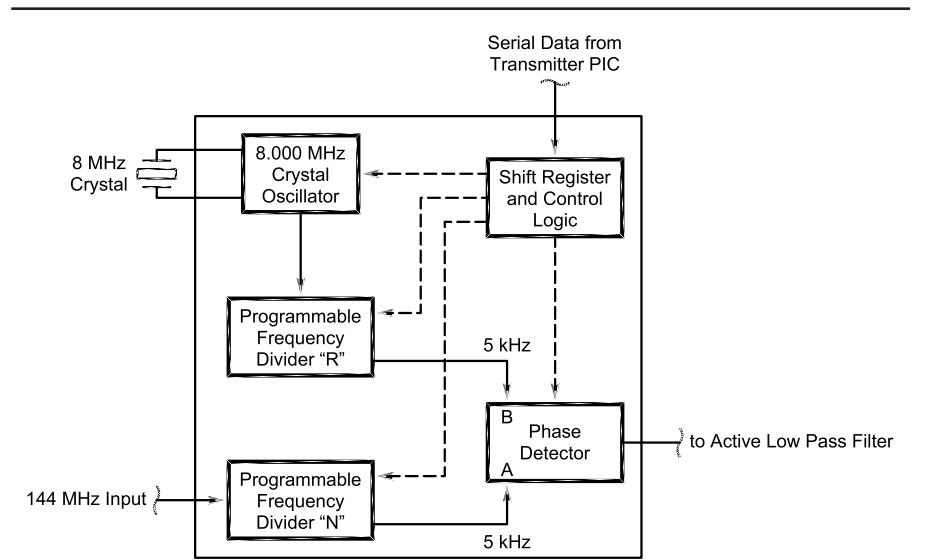 Serial Data from
Transmitter PIC
8 MHz
Crystal
8.000 MHz
Crystal
Oscillator
Shift Register
and Control
Logic
Programmable
Frequency
Divider “R”
5 kHz
B
Phase
Detector
A
to Active Low Pass Filter
144 MHz Input
Programmable
Frequency
Divider “N”
5 kHz